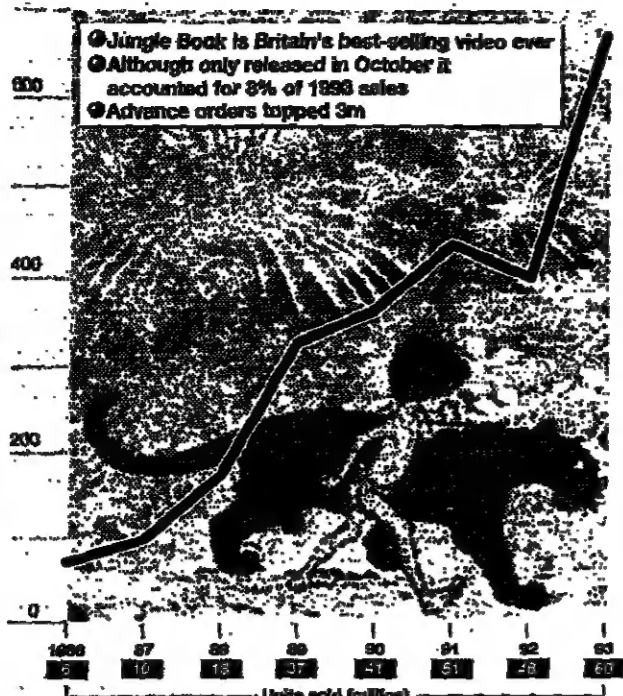 Jungle Book is Britain's best-selling video ever
Although only released in October it
accounted for 8% of 1993 sales
Advance orders topped 3m
600
400
200
0
1986 87 88 89 90 91 92 93
6 10 18 37 41 51 48 60
Units sold (million)